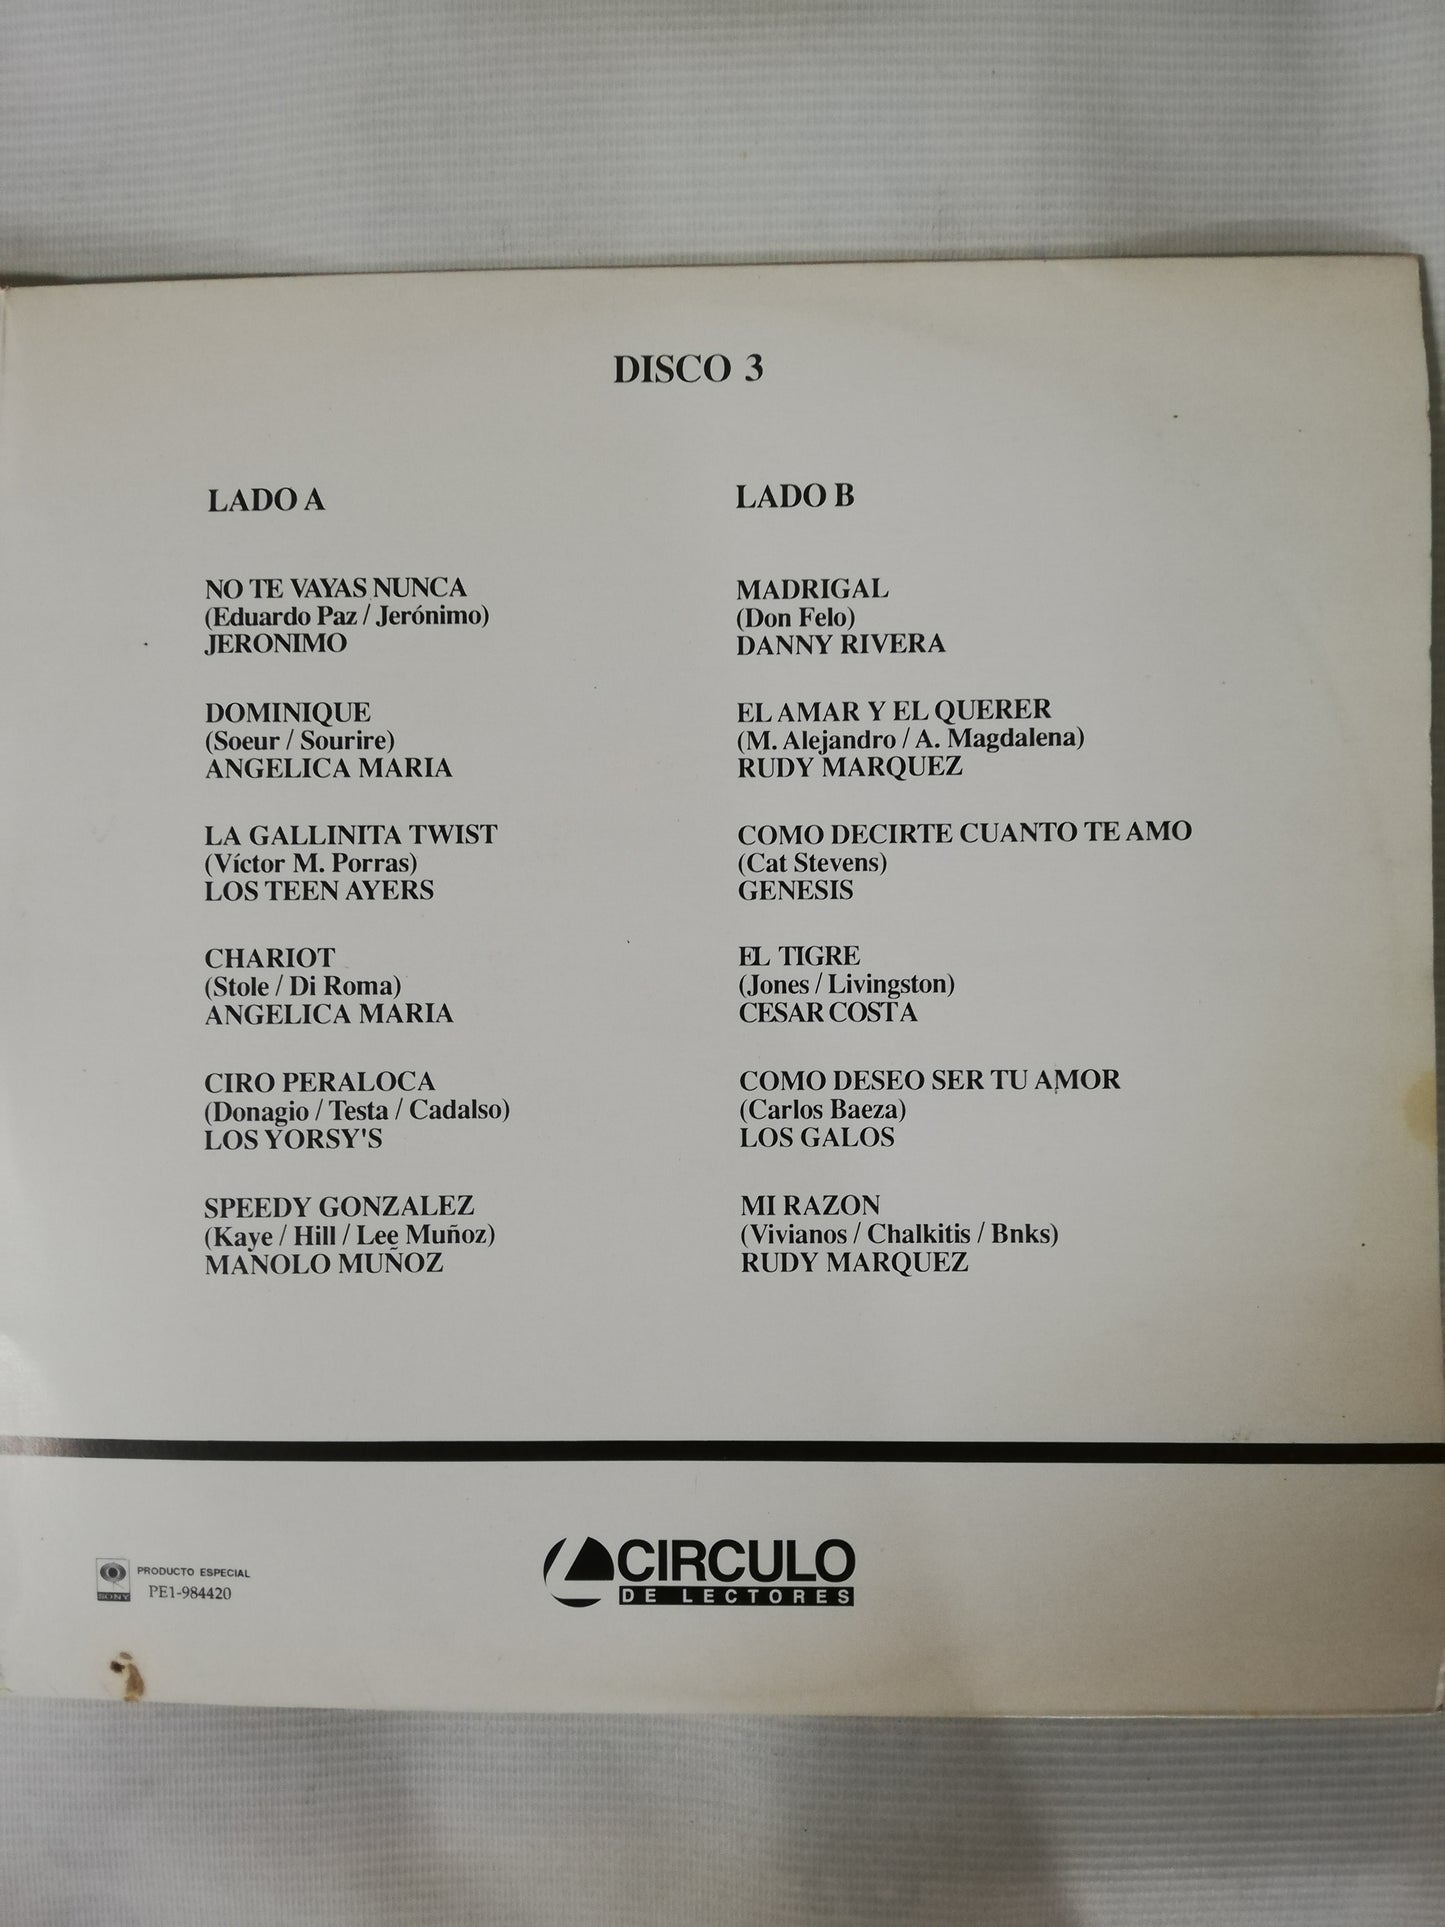 DISCO 3
LADO A
NO TE VAYAS NUNCA
(Eduardo Paz / Jerónimo)
JERONIMO
DOMINIQUE
(Soeur / Sourire)
ANGELICA MARIA
LA GALLINITA TWIST
(Víctor M. Porras)
LOS TEEN AYERS
CHARIOT
(Stole / Di Roma)
ANGELICA MARIA
CIRO PERALOCA
(Donagio / Testa / Cadalso)
LOS YORSY'S
SPEEDY GONZALEZ
(Kaye / Hill / Lee Muñoz)
MANOLO MUÑOZ
LADO B
MADRIGAL
(Don Felo)
DANNY RIVERA
EL AMAR Y EL QUERER
(M. Alejandro / A. Magdalena)
RUDY MARQUEZ
COMO DECIRTE CUANTO TE AMO
(Cat Stevens)
GENESIS
EL TIGRE
(Jones / Livingston)
CESAR COSTA
COMO DESEO SER TU AMOR
(Carlos Baeza)
LOS GALOS
MI RAZON
(Vivianos / Chalkitis / Bnks)
RUDY MARQUEZ
SONY
PRODUCTO ESPECIAL
PE1-984420
CIRCULO
DE LECTORES